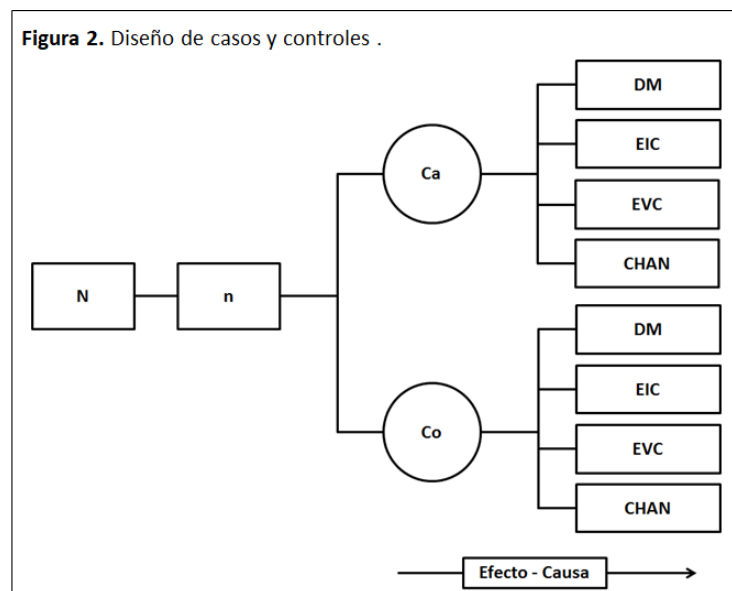 Figura 2. Diseño de casos y controles .
DM
EIC
Ca
EVC
CHAN
N
n
DM
EIC
Co
EVC
CHAN
Efecto - Causa